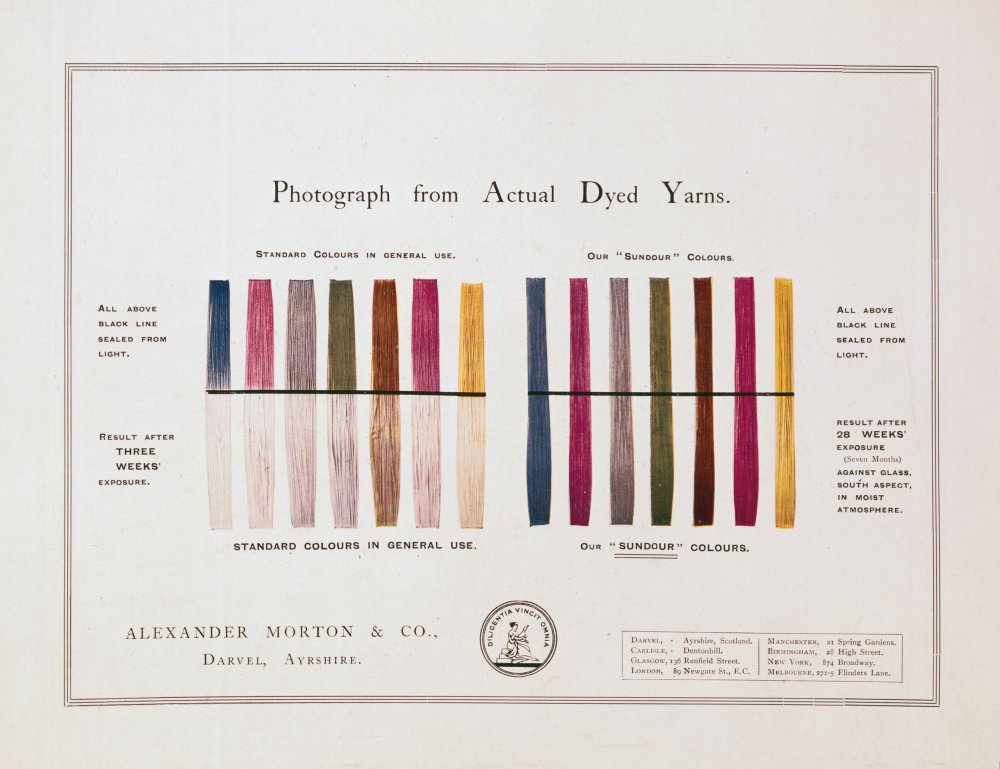 Photograph from Actual Dyed Yarns.
Standard Colours in general use.
Our "Sundour" Colours.
All above
black line
sealed from
light.
All above
black line
sealed from
light.
Result after
THREE
WEEKS'
exposure.
Result after
28 WEEKS'
exposure
(Seven Months)
against glass,
south aspect,
in moist
atmosphere.
STANDARD COLOURS IN GENERAL USE.
Our "SUNDOUR" COLOURS.
ALEXANDER MORTON & CO.,
Darvel, Ayrshire.
DILIGENTIA VINCIT OMNIA
Darvel, - Ayrshire, Scotland.
Carlisle, - Dentonhill.
Glasgow, 136 Renfield Street.
London, 89 Newgate St., E.C.
Manchester, 21 Spring Gardens.
Birmingham, 28 High Street.
New York, 874 Broadway.
Melbourne, 271-5 Flinders Lane.